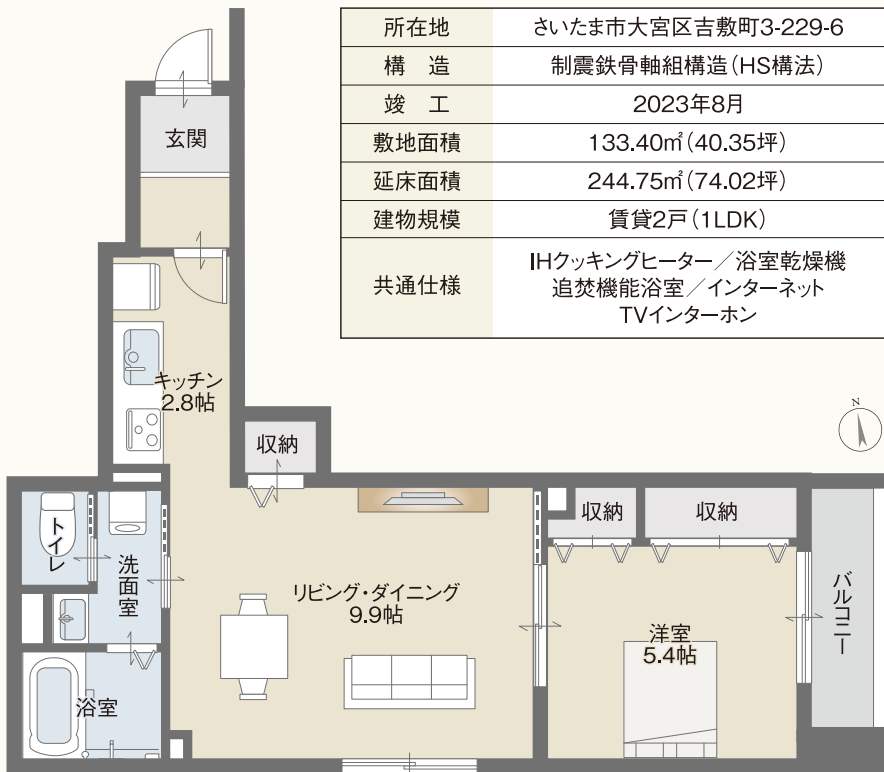 所在地 さいたま市大宮区吉敷町3-229-6
構 造 制震鉄骨軸組構造(HS構法)
竣 工 2023年8月
敷地面積 133.40㎡(40.35坪)
延床面積 244.75㎡(74.02坪)
建物規模 賃貸2戸(1LDK)
共通仕様 IHクッキングヒーター/浴室乾燥機
追焚機能浴室/インターネット
TVインターホン
玄関
キッチン
2.8帖
N
収納
収納
収納
トイレ
洗面室
リビング・ダイニング
9.9帖
洋室
5.4帖
バルコニー
浴室